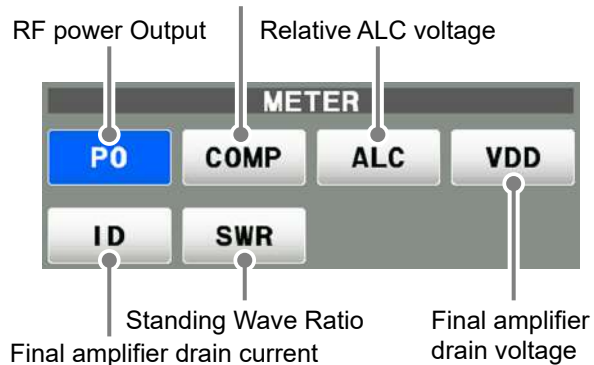 RF power Output
Relative ALC voltage
METER
PO
COMP
ALC
VDD
ID
SWR
Standing Wave Ratio
Final amplifier
drain voltage
Final amplifier drain current